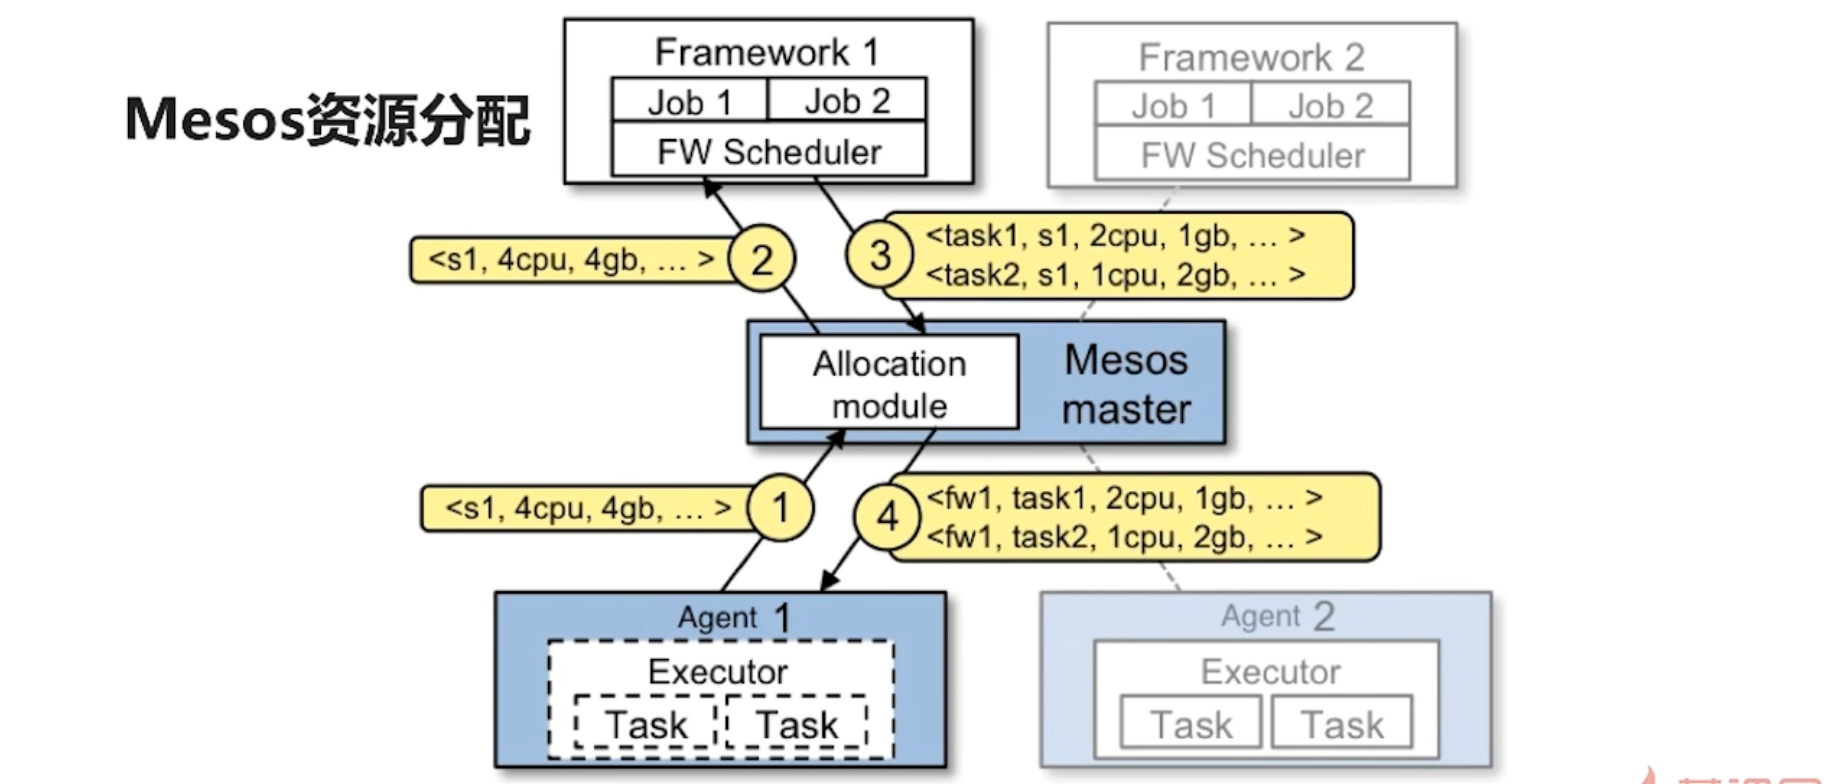 Mesos资源分配
Framework 1
Job 1
Job 2
FW Scheduler
Framework 2
Job 1
Job 2
FW Scheduler
<s1, 4cpu, 4gb, ... >
2
3
<task1, s1, 2cpu, 1gb, ... >
<task2, s1, 1cpu, 2gb, ... >
Allocation
module
Mesos
master
<s1, 4cpu, 4gb, ... >
1
4
<fw1, task1, 2cpu, 1gb, ... >
<fw1, task2, 1cpu, 2gb, ... >
Agent 1
Executor
Task
Task
Agent 2
Executor
Task
Task